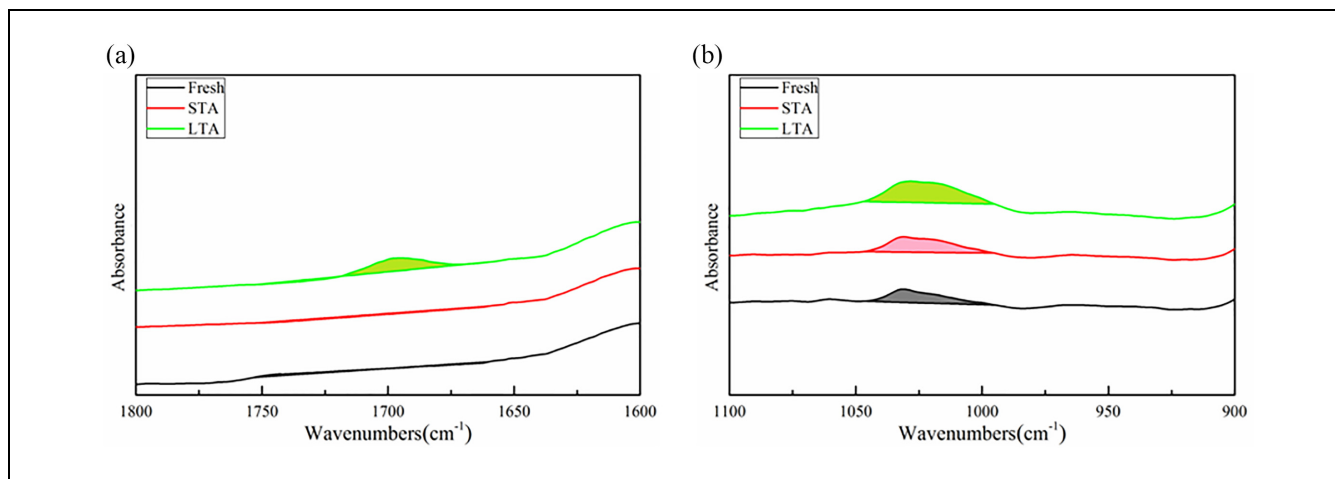 (a)
Fresh
STA
LTA
Absorbance
1800
1750
1700
1650
1600
Wavenumbers(cm⁻¹)
(b)
Fresh
STA
LTA
Absorbance
1100
1050
1000
950
900
Wavenumbers(cm⁻¹)